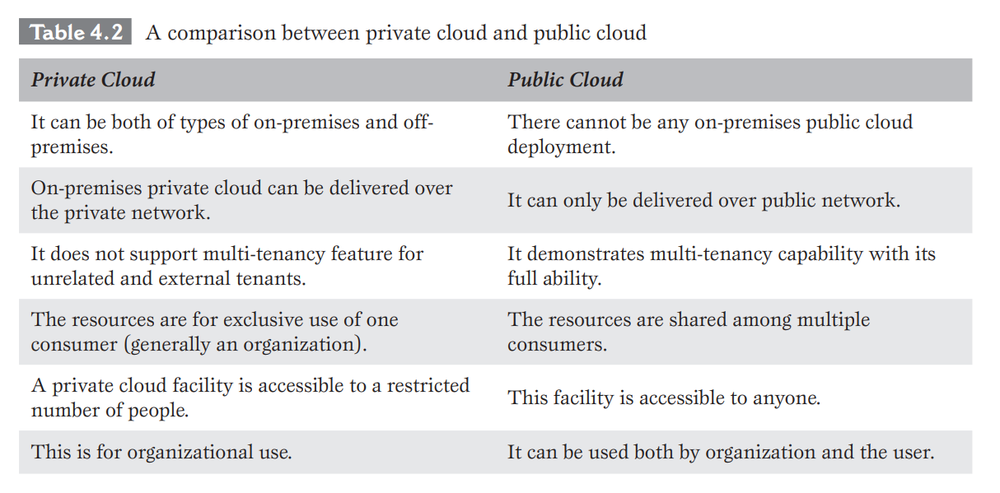 Table 4.2 A comparison between private cloud and public cloud
Private Cloud
Public Cloud
It can be both of types of on-premises and off-
premises.
There cannot be any on-premises public cloud
deployment.
On-premises private cloud can be delivered over
the private network.
It can only be delivered over public network.
It does not support multi-tenancy feature for
unrelated and external tenants.
It demonstrates multi-tenancy capability with its
full ability.
The resources are for exclusive use of one
consumer (generally an organization).
The resources are shared among multiple
consumers.
A private cloud facility is accessible to a restricted
number of people.
This facility is accessible to anyone.
This is for organizational use.
It can be used both by organization and the user.